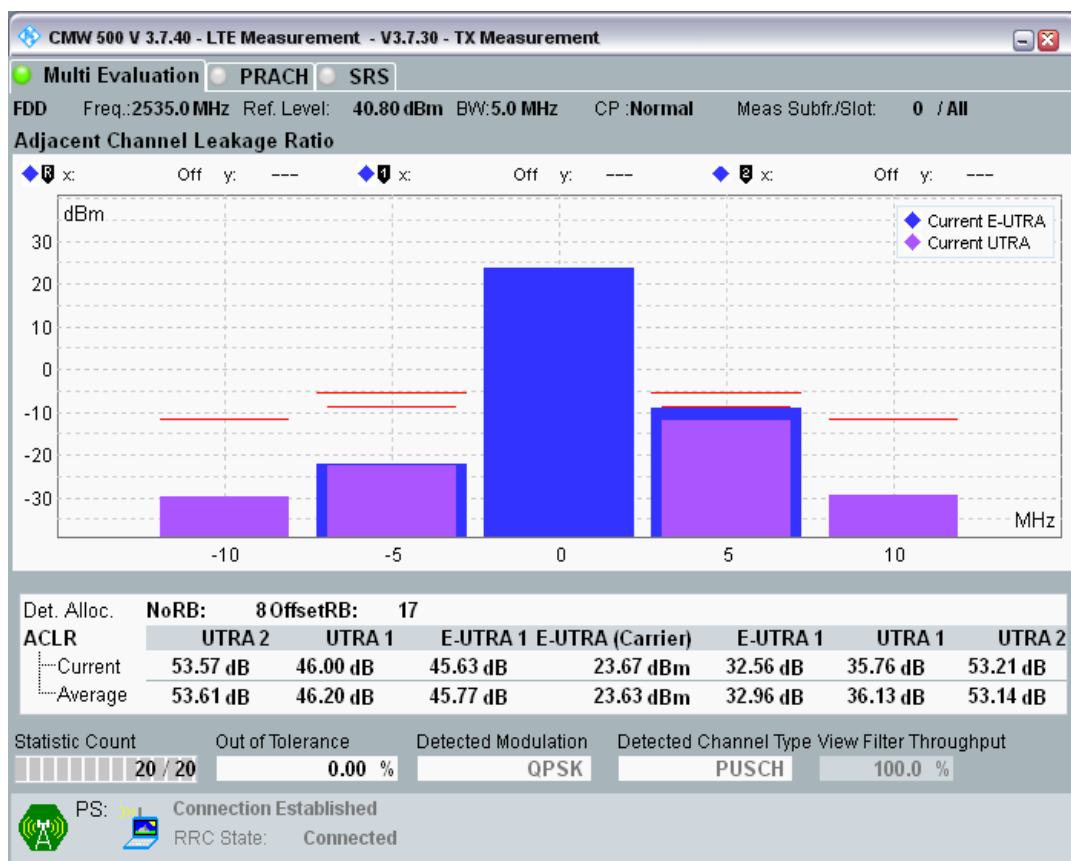 CMW 500 V 3.7.40 - LTE Measurement - V3.7.30 - TX Measurement
Multi Evaluation PRACH SRS
FDD Freq.:2535.0 MHz Ref. Level: 40.80 dBm BW:5.0 MHz CP :Normal Meas Subfr./Slot: 0 / All
Adjacent Channel Leakage Ratio
R x: Off y: --- 1 x: Off y: --- 2 x: Off y: ---
dBm
Current E-UTRA
Current UTRA
30
20
10
0
-10
-20
-30
MHz
-10 -5 0 5 10
Det. Alloc. NoRB: 8 OffsetRB: 17
ACLR UTRA 2 UTRA 1 E-UTRA 1 E-UTRA (Carrier) E-UTRA 1 UTRA 1 UTRA 2
Current 53.57 dB 46.00 dB 45.63 dB 23.67 dBm 32.56 dB 35.76 dB 53.21 dB
Average 53.61 dB 46.20 dB 45.77 dB 23.63 dBm 32.96 dB 36.13 dB 53.14 dB
Statistic Count Out of Tolerance Detected Modulation Detected Channel Type View Filter Throughput
20 / 20 0.00 % QPSK PUSCH 100.0 %
PS: Connection Established
RRC State: Connected